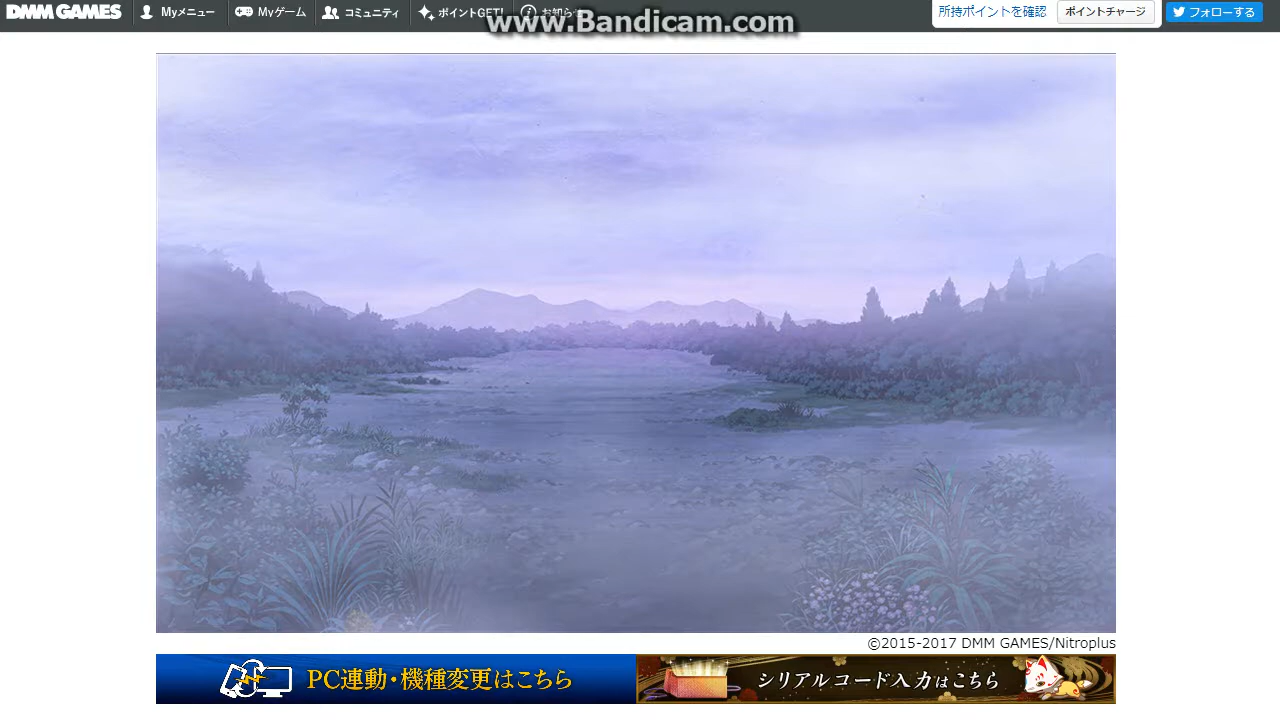 DMM GAMES Myメニュー Myゲーム コミュニティ ポイントGET! お知ら
www.Bandicam.com
所持ポイントを確認 ポイントチャージ フォローする
©2015-2017 DMM GAMES/Nitroplus
PC連動・機種変更はこちら
シリアルコード入力はこちら